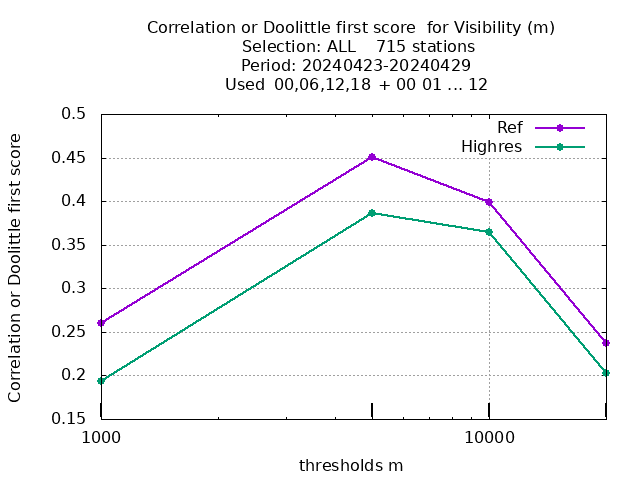 Correlation or Doolittle first score  for Visibility (m)
Selection: ALL    715 stations
Period: 20240423-20240429
Used  00,06,12,18  + 00 01 ... 12
Correlation or Doolittle first score
0.5
0.45
0.4
0.35
0.3
0.25
0.2
0.15
Ref
Highres
1000
10000
thresholds m